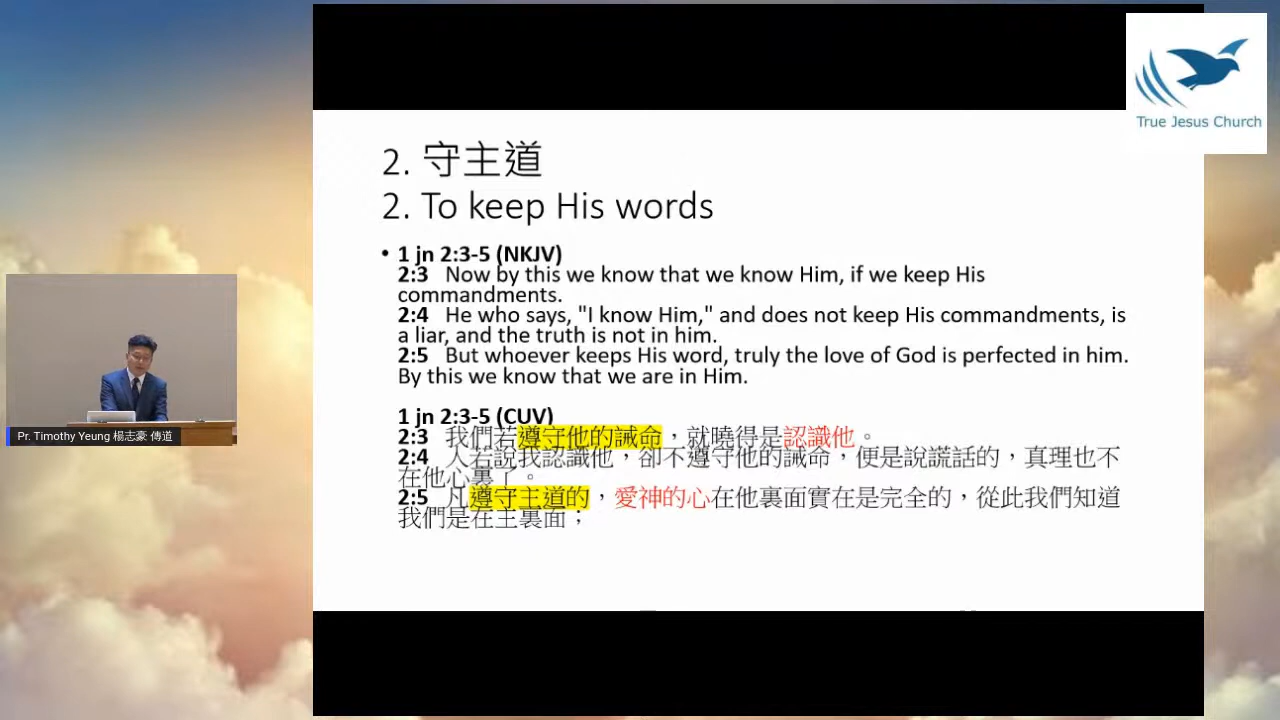 True Jesus Church
2. 守主道
2. To keep His words
• 1 jn 2:3-5 (NKJV)
2:3 Now by this we know that we know Him, if we keep His
commandments.
2:4 He who says, "I know Him," and does not keep His commandments, is
a liar, and the truth is not in him.
2:5 But whoever keeps His word, truly the love of God is perfected in him.
By this we know that we are in Him.
1 jn 2:3-5 (CUV)
2:3 我們若遵守他的誡命，就曉得是認識他。
2:4 人若說我認識他，卻不遵守他的誡命，便是說謊話的，真理也不
在他心裏了。
2:5 凡遵守主道的，愛神的心在他裏面實在是完全的，從此我們知道
我們是在主裏面；
Pr. Timothy Yeung 楊志豪 傳道